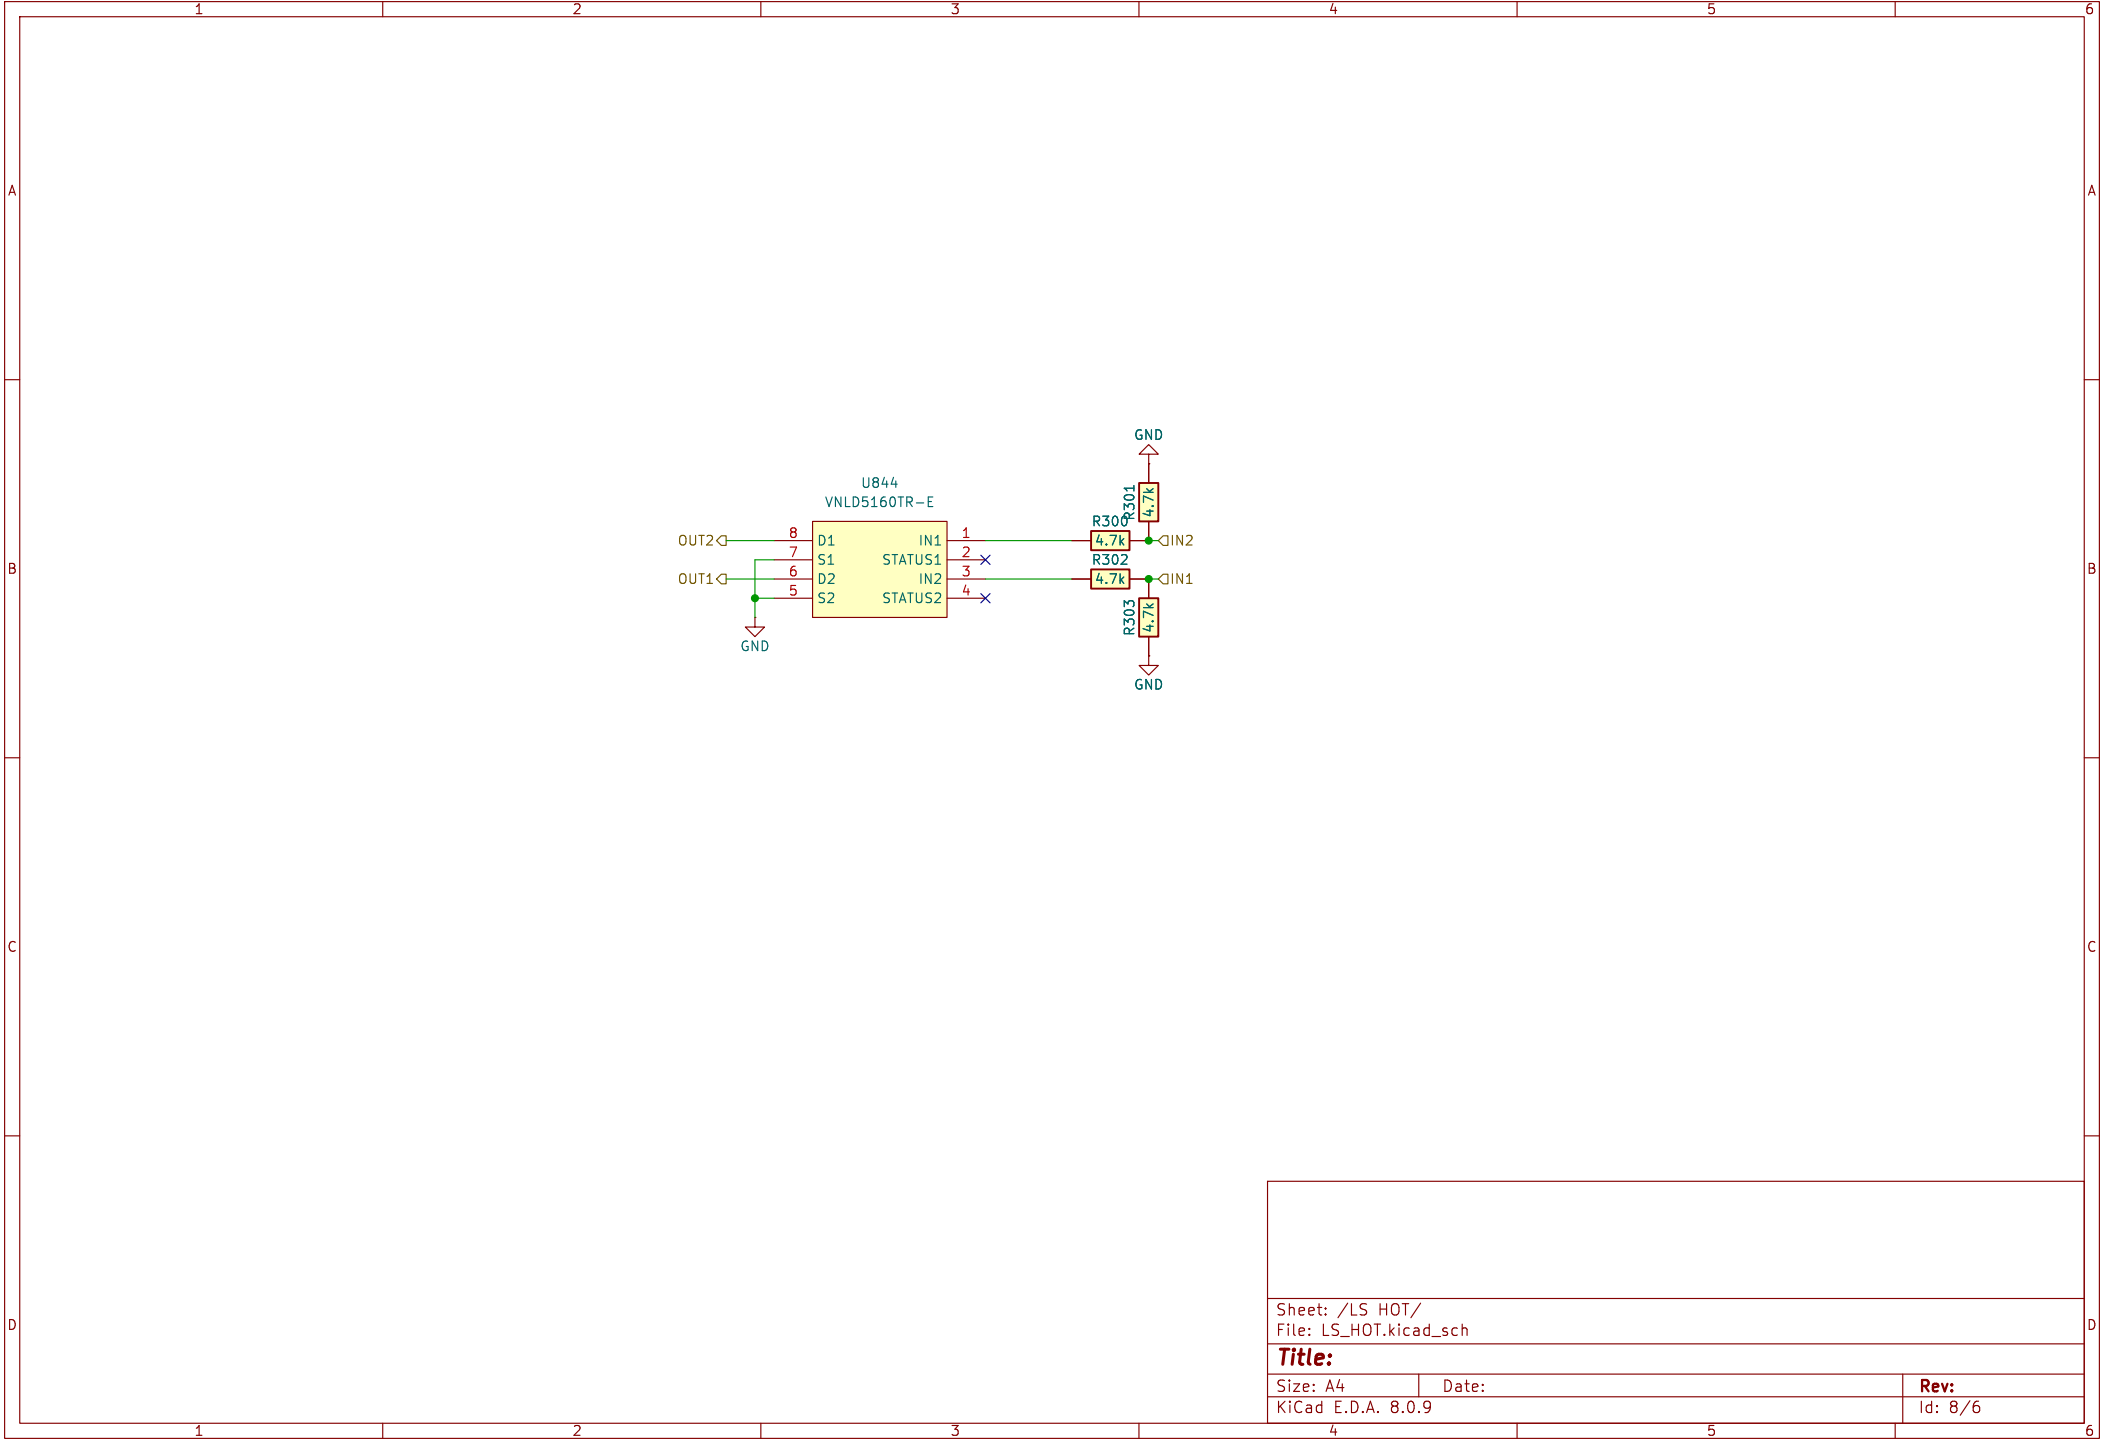 1 2 3 4 5 6
A A
GND
R301
4.7k
U844
VNLD5160TR-E
R300
OUT2 8 D1 IN1 1 4.7k IN2
7 S1 STATUS1 2
R302
B OUT1 6 D2 IN2 3 4.7k IN1 B
5 S2 STATUS2 4
R303
4.7k
GND
GND
C C
Sheet: /LS HOT/
D D
File: LS_HOT.kicad_sch
Title:
Size: A4 Date: Rev:
KiCad E.D.A. 8.0.9 Id: 8/6
1 2 3 4 5 6